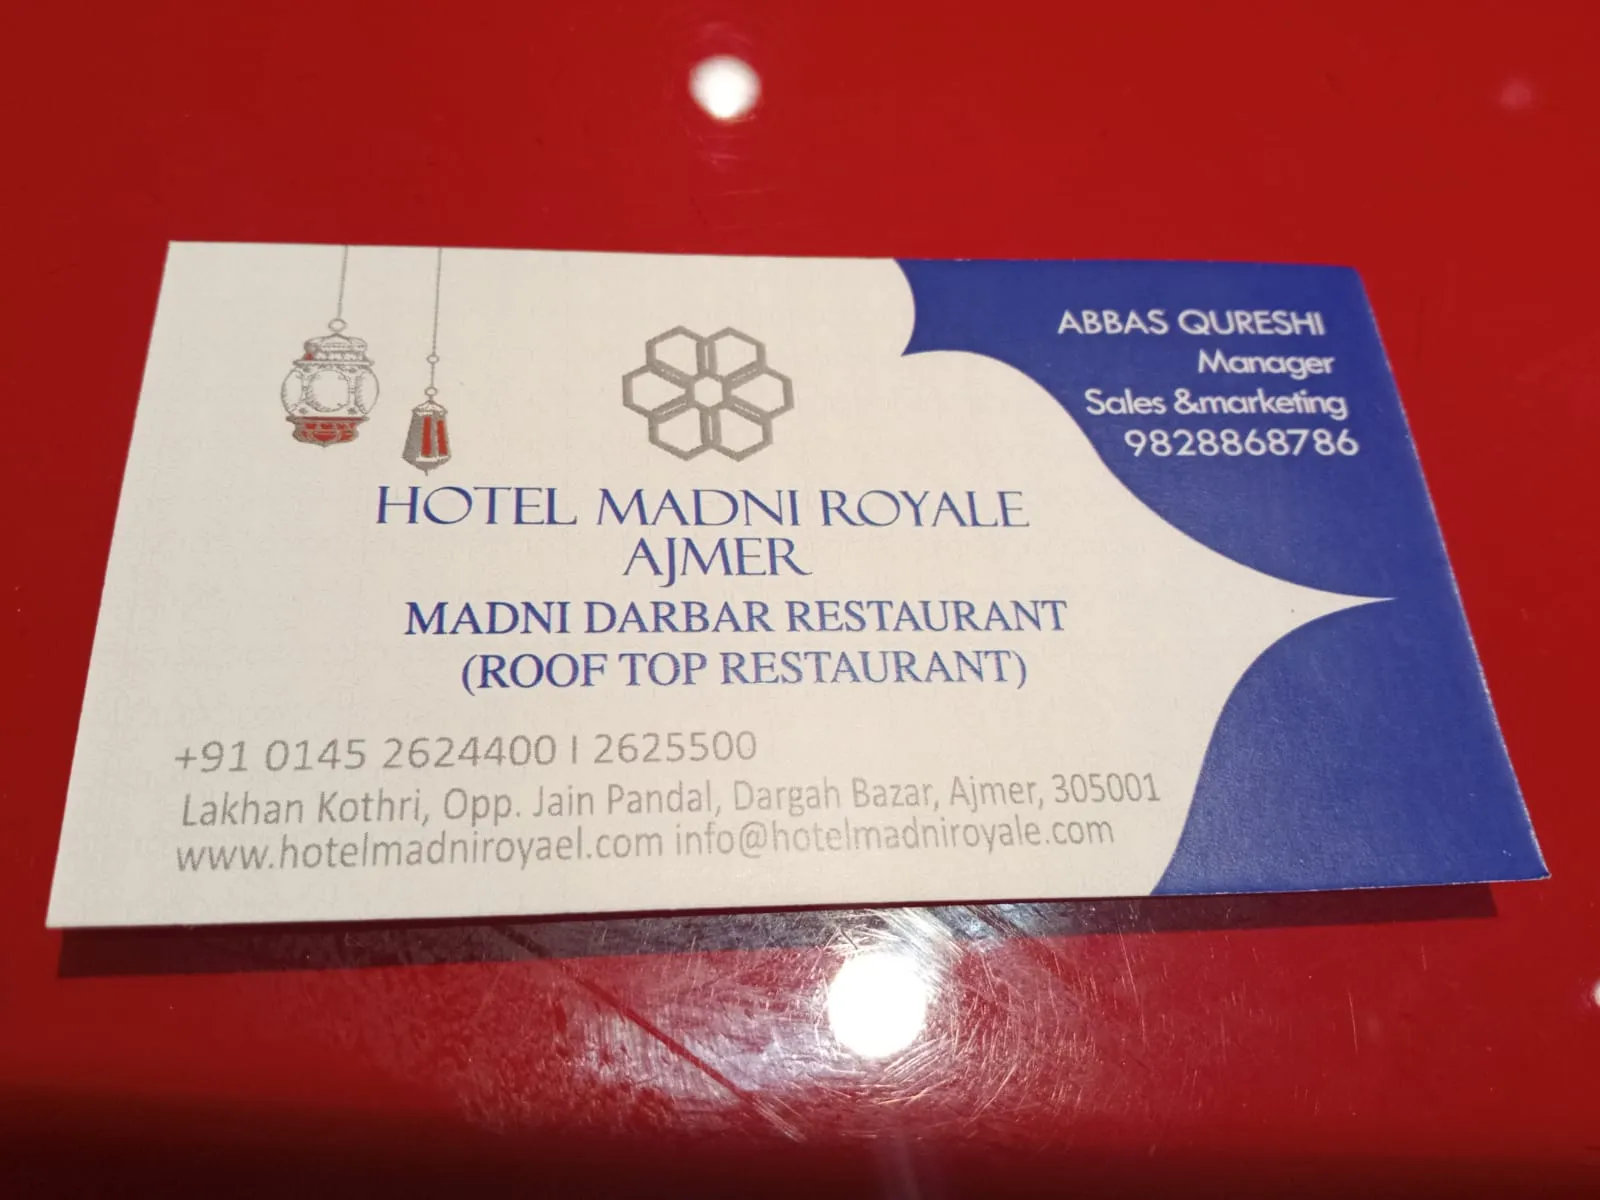 ABBAS QURESHI
Manager
Sales &marketing
9828868786
HOTEL MADNI ROYALE
AJMER
MADNI DARBAR RESTAURANT
(ROOF TOP RESTAURANT)
+91 0145 2624400 I 2625500
Lakhan Kothri, Opp. Jain Pandal, Dargah Bazar, Ajmer, 305001
www.hotelmadniroyael.com info@hotelmadniroyale.com